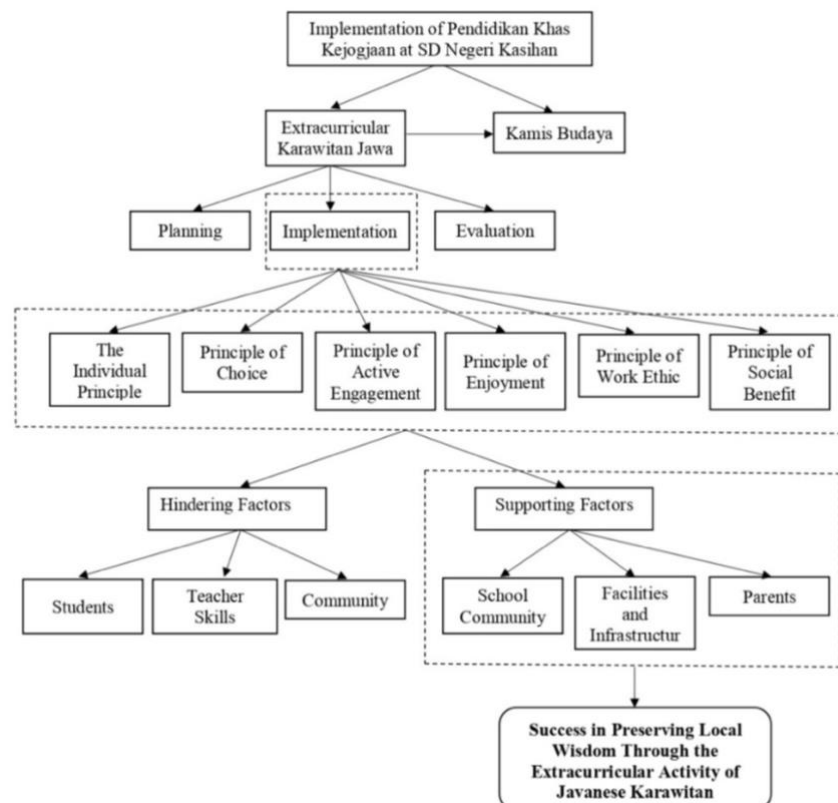 Implementation of Pendidikan Khas
Kejogjaan at SD Negeri Kasihan
Extracurricular
Karawitan Jawa
Kamis Budaya
Planning
Implementation
Evaluation
The
Individual
Principle
Principle of
Choice
Principle of
Active
Engagement
Principle of
Enjoyment
Principle of
Work Ethic
Principle of
Social
Benefit
Hindering Factors
Supporting Factors
Students
Teacher
Skills
Community
School
Community
Facilities
and
Infrastructur
Parents
Success in Preserving Local
Wisdom Through the
Extracurricular Activity of
Javanese Karawitan